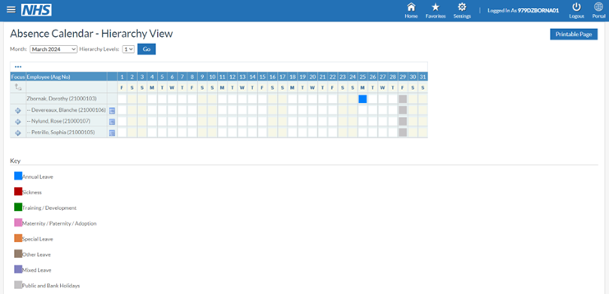 NHS
Home Favorites Settings Logged In As 979DZBORNA01 Logout Portal
Absence Calendar - Hierarchy View
Printable Page
Month: March 2024 Hierarchy Levels: 1 Go
Focus Employee (Asg No) 1 2 3 4 5 6 7 8 9 10 11 12 13 14 15 16 17 18 19 20 21 22 23 24 25 26 27 28 29 30 31
F S S M T W T F S S M T W T F S S M T W T F S S M T W T F S S
Zbornak, Dorothy (21000103)
-- Devereaux, Blanche (21000106)
-- Nylund, Rose (21000107)
-- Petrillo, Sophia (21000105)
Key
Annual Leave
Sickness
Training / Development
Maternity / Paternity / Adoption
Special Leave
Other Leave
Mixed Leave
Public and Bank Holidays